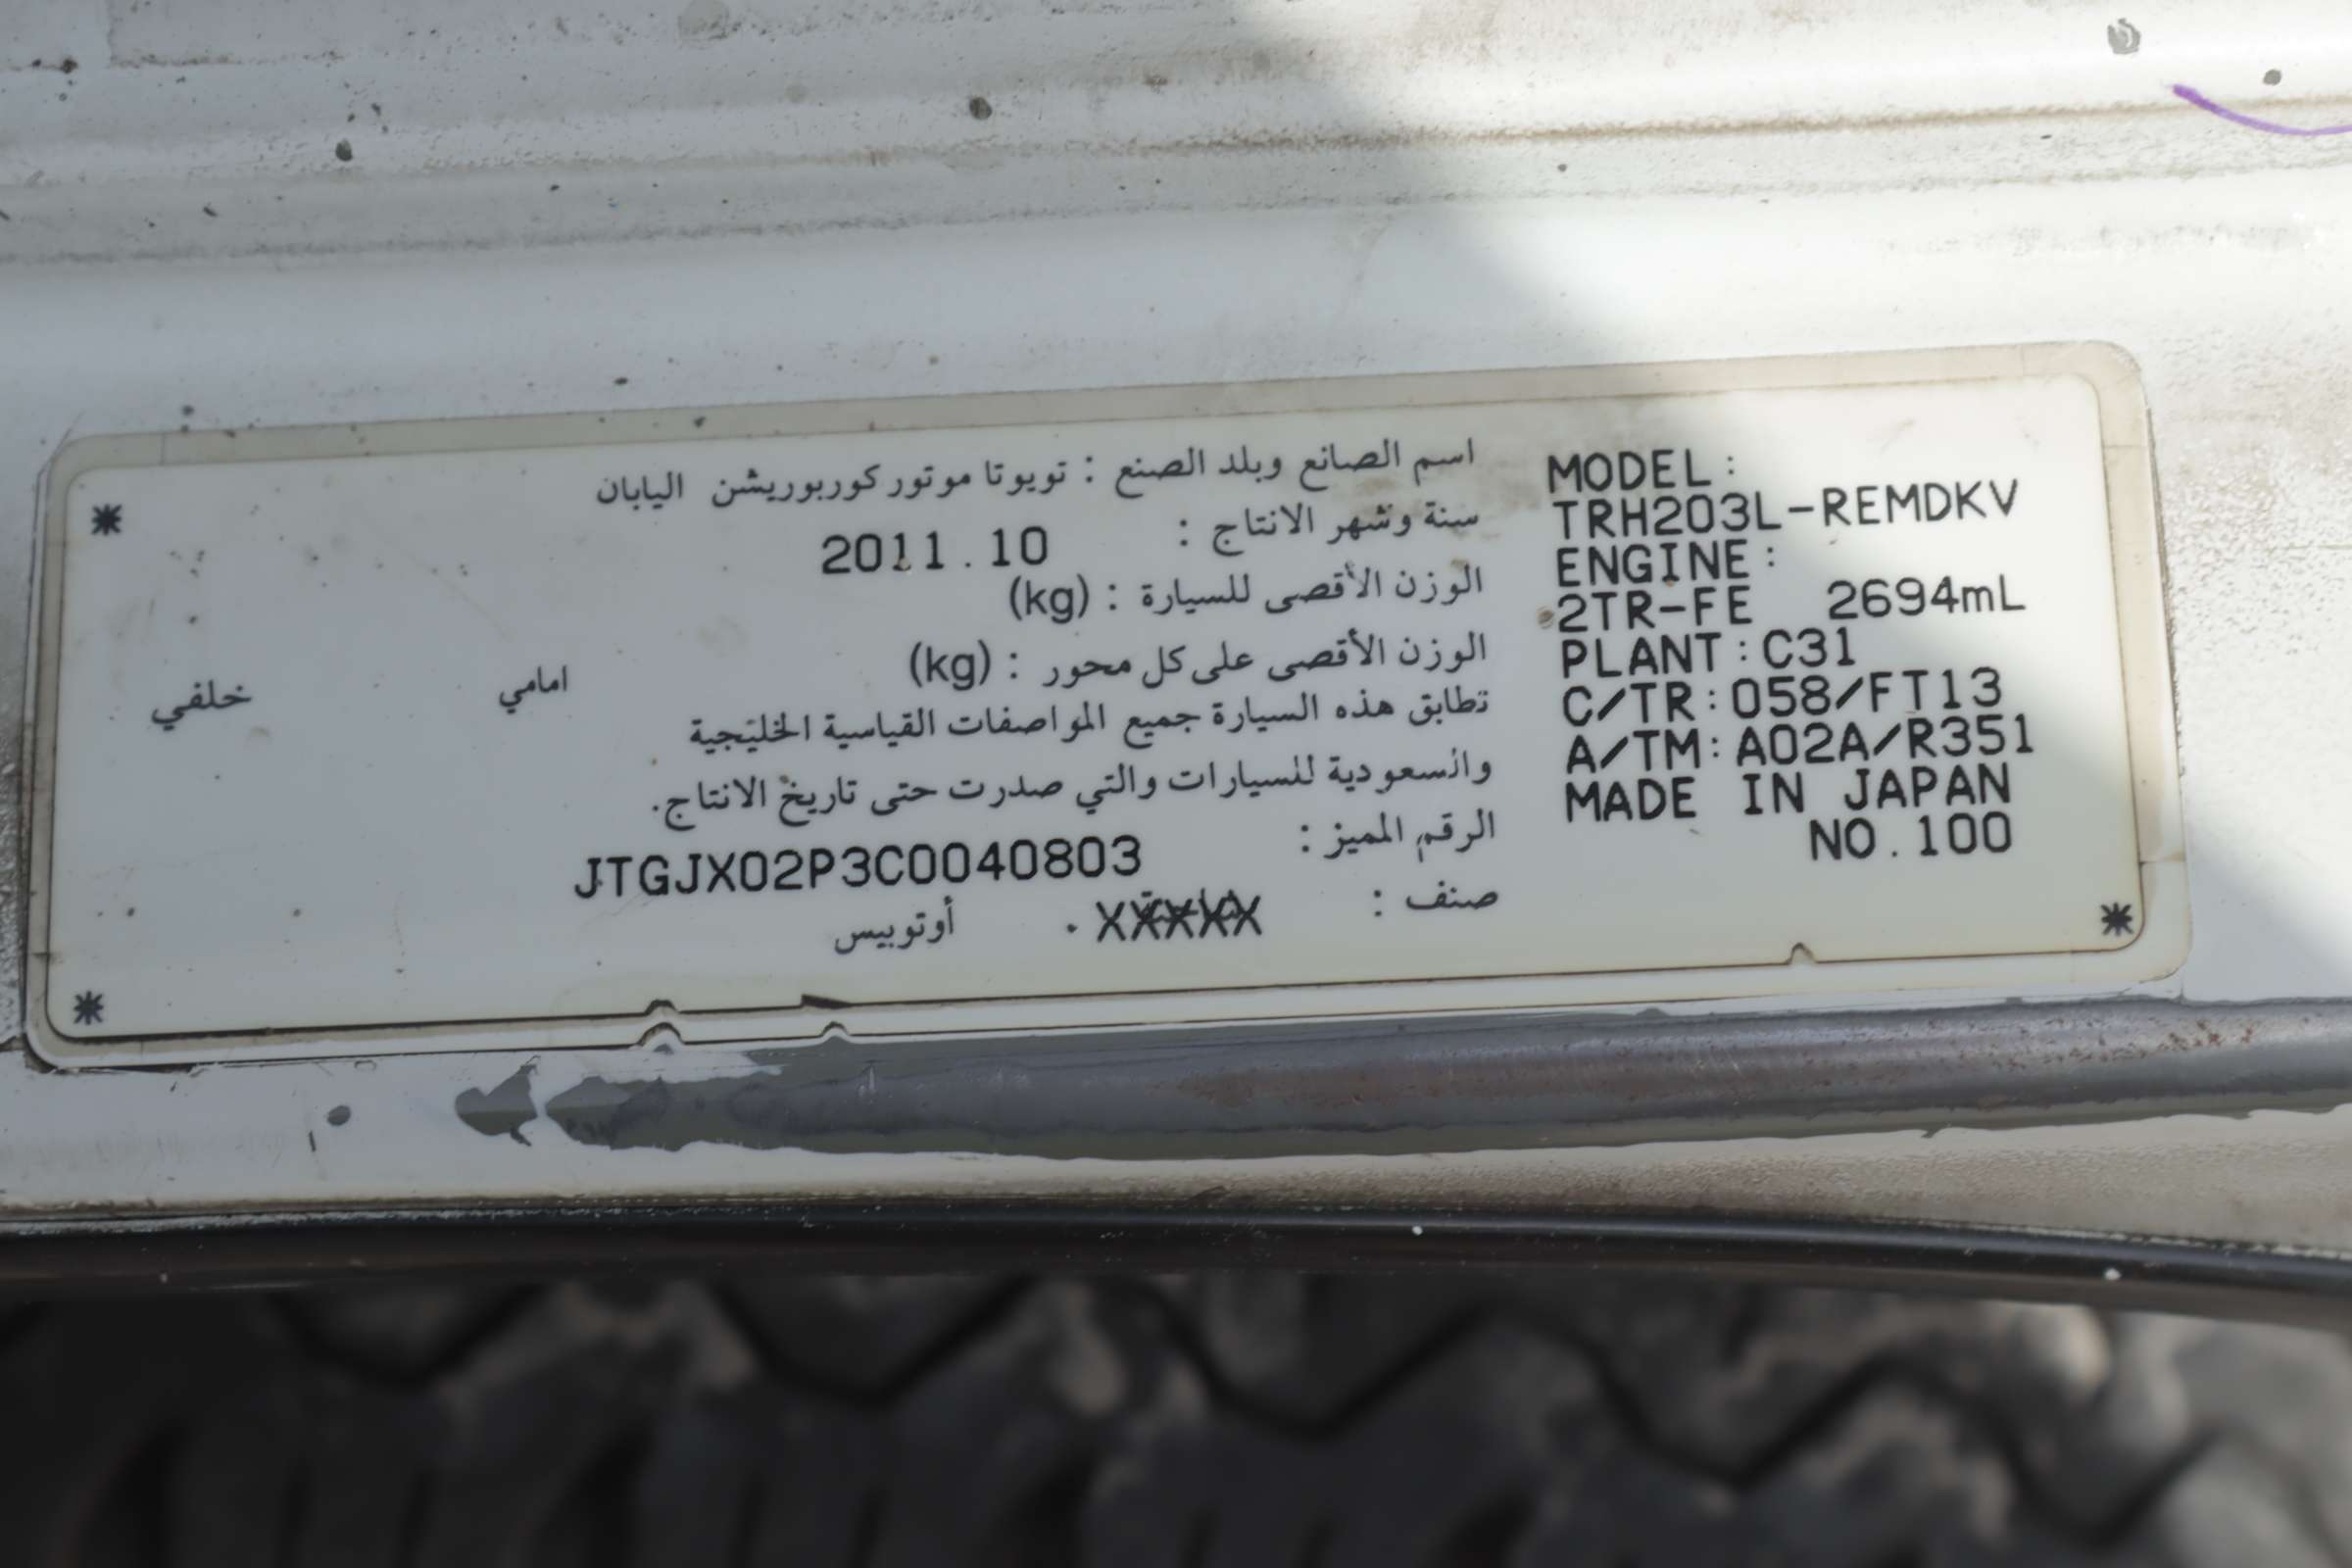 اسم الصانع وبلد الصنع : تويوتا موتور كوربوريشن اليابان
سنة وشهر الانتاج : 2011.10
الوزن الأقصى للسيارة : (kg)
الوزن الأقصى على كل محور : (kg) امامي خلفي
تطابق هذه السيارة جميع المواصفات القياسية الخليجية
والسعودية للسيارات والتي صدرت حتى تاريخ الانتاج.
الرقم المميز : JTGJX02P3C0040803
صنف : XXXXX . أوتوبيس
MODEL:
TRH203L-REMDKV
ENGINE:
2TR-FE 2694mL
PLANT:C31
C/TR:058/FT13
A/TM:A02A/R351
MADE IN JAPAN
NO.100